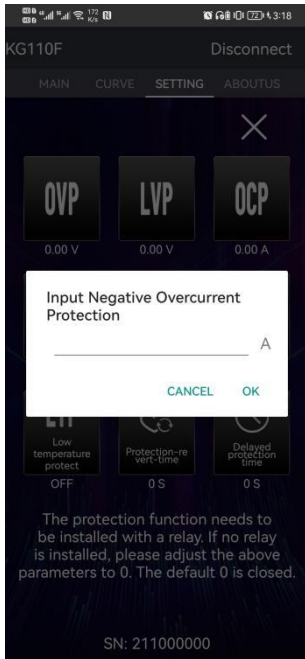 172
K/s
72
3:18
KG110F
Disconnect
MAIN
CURVE
SETTING
ABOUTUS
OVP
LVP
OCP
0.00 V
0.00 V
0.00 A
Input Negative Overcurrent
Protection
A
CANCEL
OK
Low
temperature
protect
Protection-re
vert-time
Delayed
protection
time
OFF
0 S
0 S
The protection function needs to
be installed with a relay. If no relay
is installed, please adjust the above
parameters to 0. The default 0 is closed.
SN: 211000000